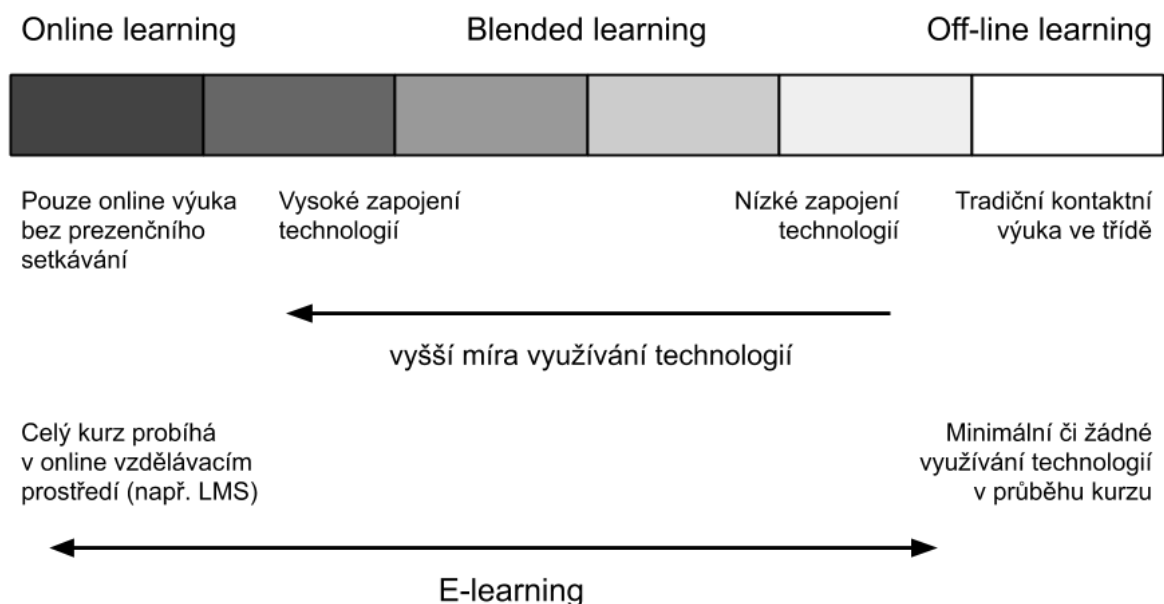 Online learning
Blended learning
Off-line learning
Pouze online výuka
bez prezenčního
setkávání
Vysoké zapojení
technologií
Nízké zapojení
technologií
Tradiční kontaktní
výuka ve třídě
vyšší míra využívání technologií
Celý kurz probíhá
v online vzdělávacím
prostředí (např. LMS)
Minimální či žádné
využívání technologií
v průběhu kurzu
E-learning